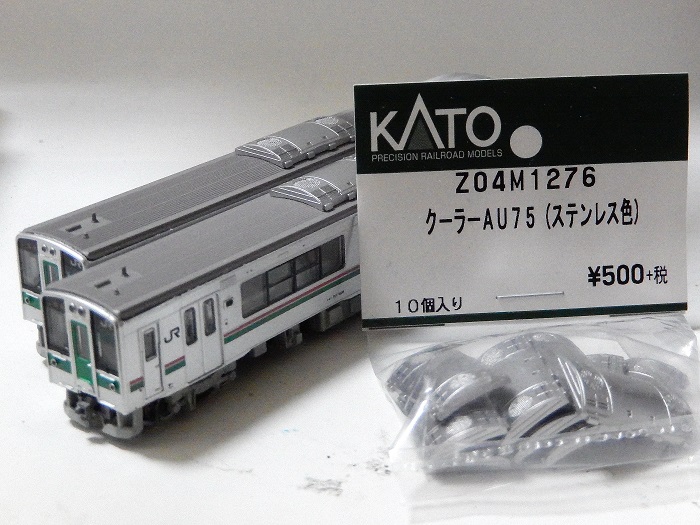 KATO
PRECISION RAILROAD MODELS
Z04M1276
クーラーAU75(ステンレス色)
¥500+税
10個入り
JR